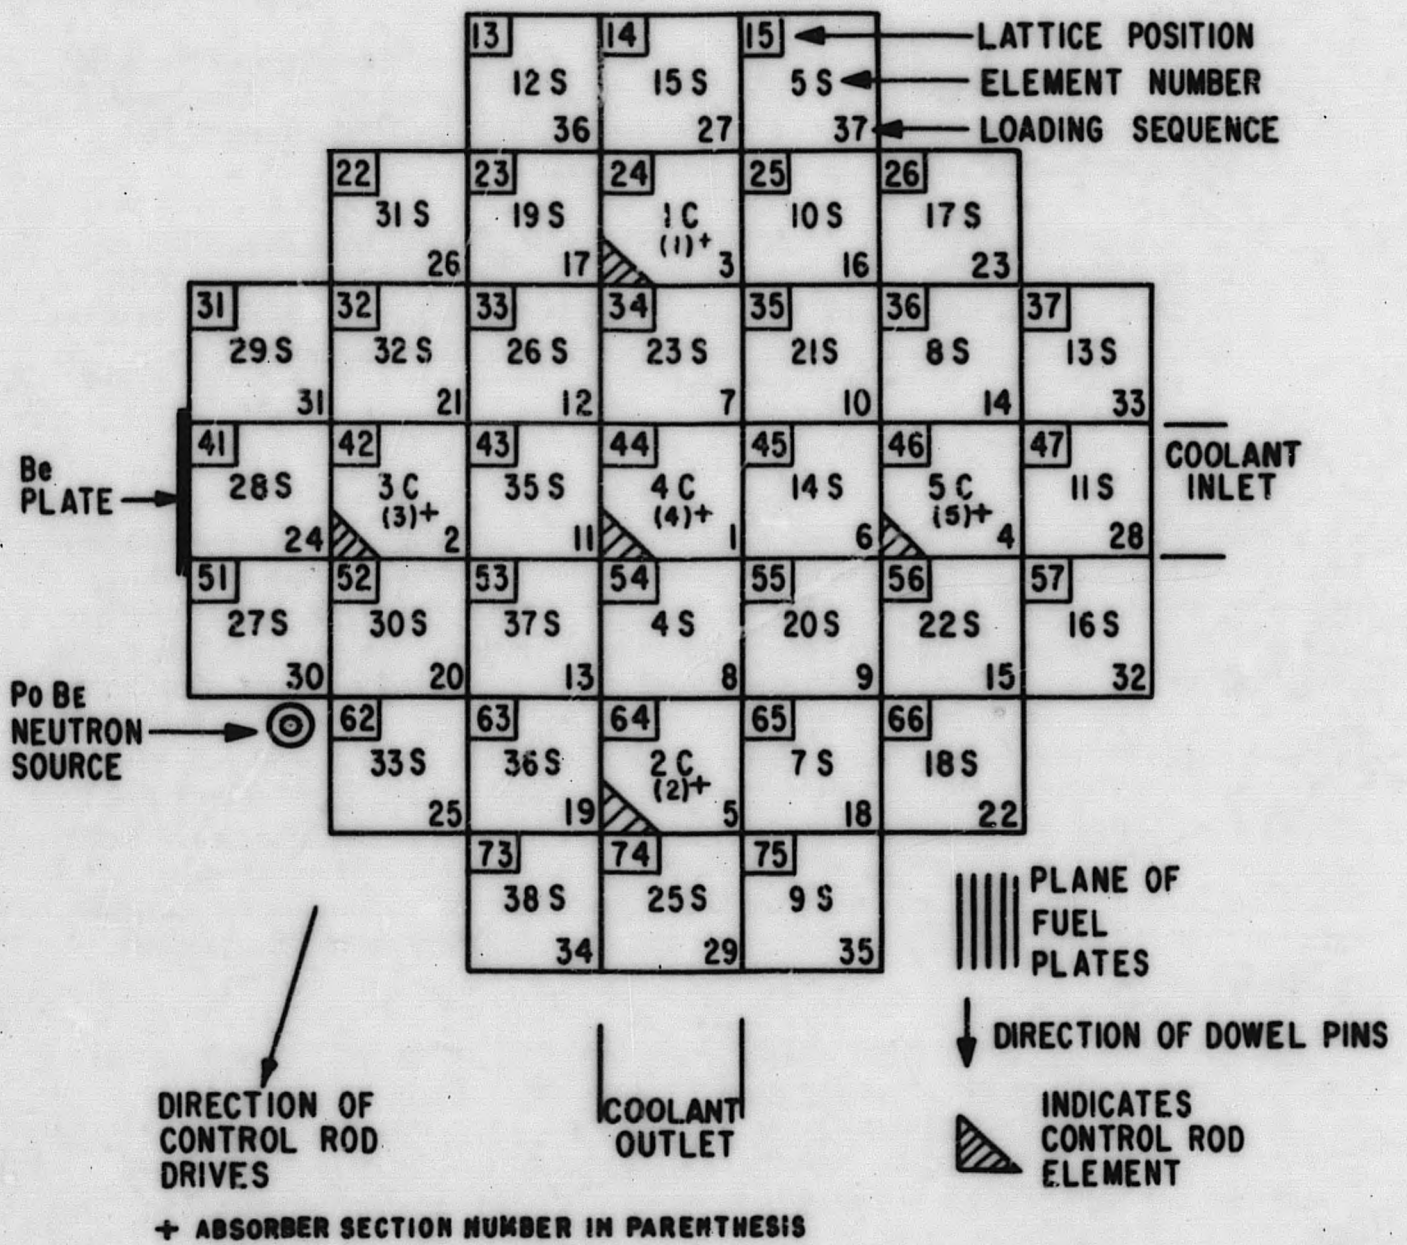 13 14 15 LATTICE POSITION
12 S 15 S 5 S ELEMENT NUMBER
36 27 37 LOADING SEQUENCE
22 23 24 25 26
31 S 19 S 1 C 10 S 17 S
(1)+
26 17 3 16 23
31 32 33 34 35 36 37
29 S 32 S 26 S 23 S 21 S 8 S 13 S
31 21 12 7 10 14 33
41 42 43 44 45 46 47
28 S 3 C 35 S 4 C 14 S 5 C 11 S
(3)+ (4)+ (5)+
24 2 11 1 6 4 28
Be
PLATE
COOLANT
INLET
51 52 53 54 55 56 57
27 S 30 S 37 S 4 S 20 S 22 S 16 S
30 20 13 8 9 15 32
Po Be
NEUTRON
SOURCE
62 63 64 65 66
33 S 36 S 2 C 7 S 18 S
(2)+
25 19 5 18 22
73 74 75
38 S 25 S 9 S
34 29 35
PLANE OF
FUEL
PLATES
DIRECTION OF DOWEL PINS
DIRECTION OF
CONTROL ROD
DRIVES
COOLANT
OUTLET
INDICATES
CONTROL ROD
ELEMENT
+ ABSORBER SECTION NUMBER IN PARENTHESIS